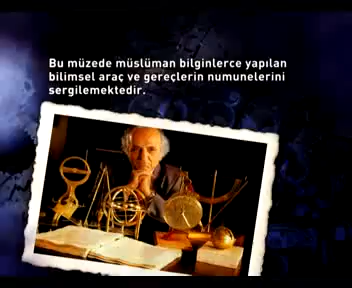 Bu müzede müslüman bilginlerce yapılan
bilimsel araç ve gereçlerin numunelerini
sergilemektedir.